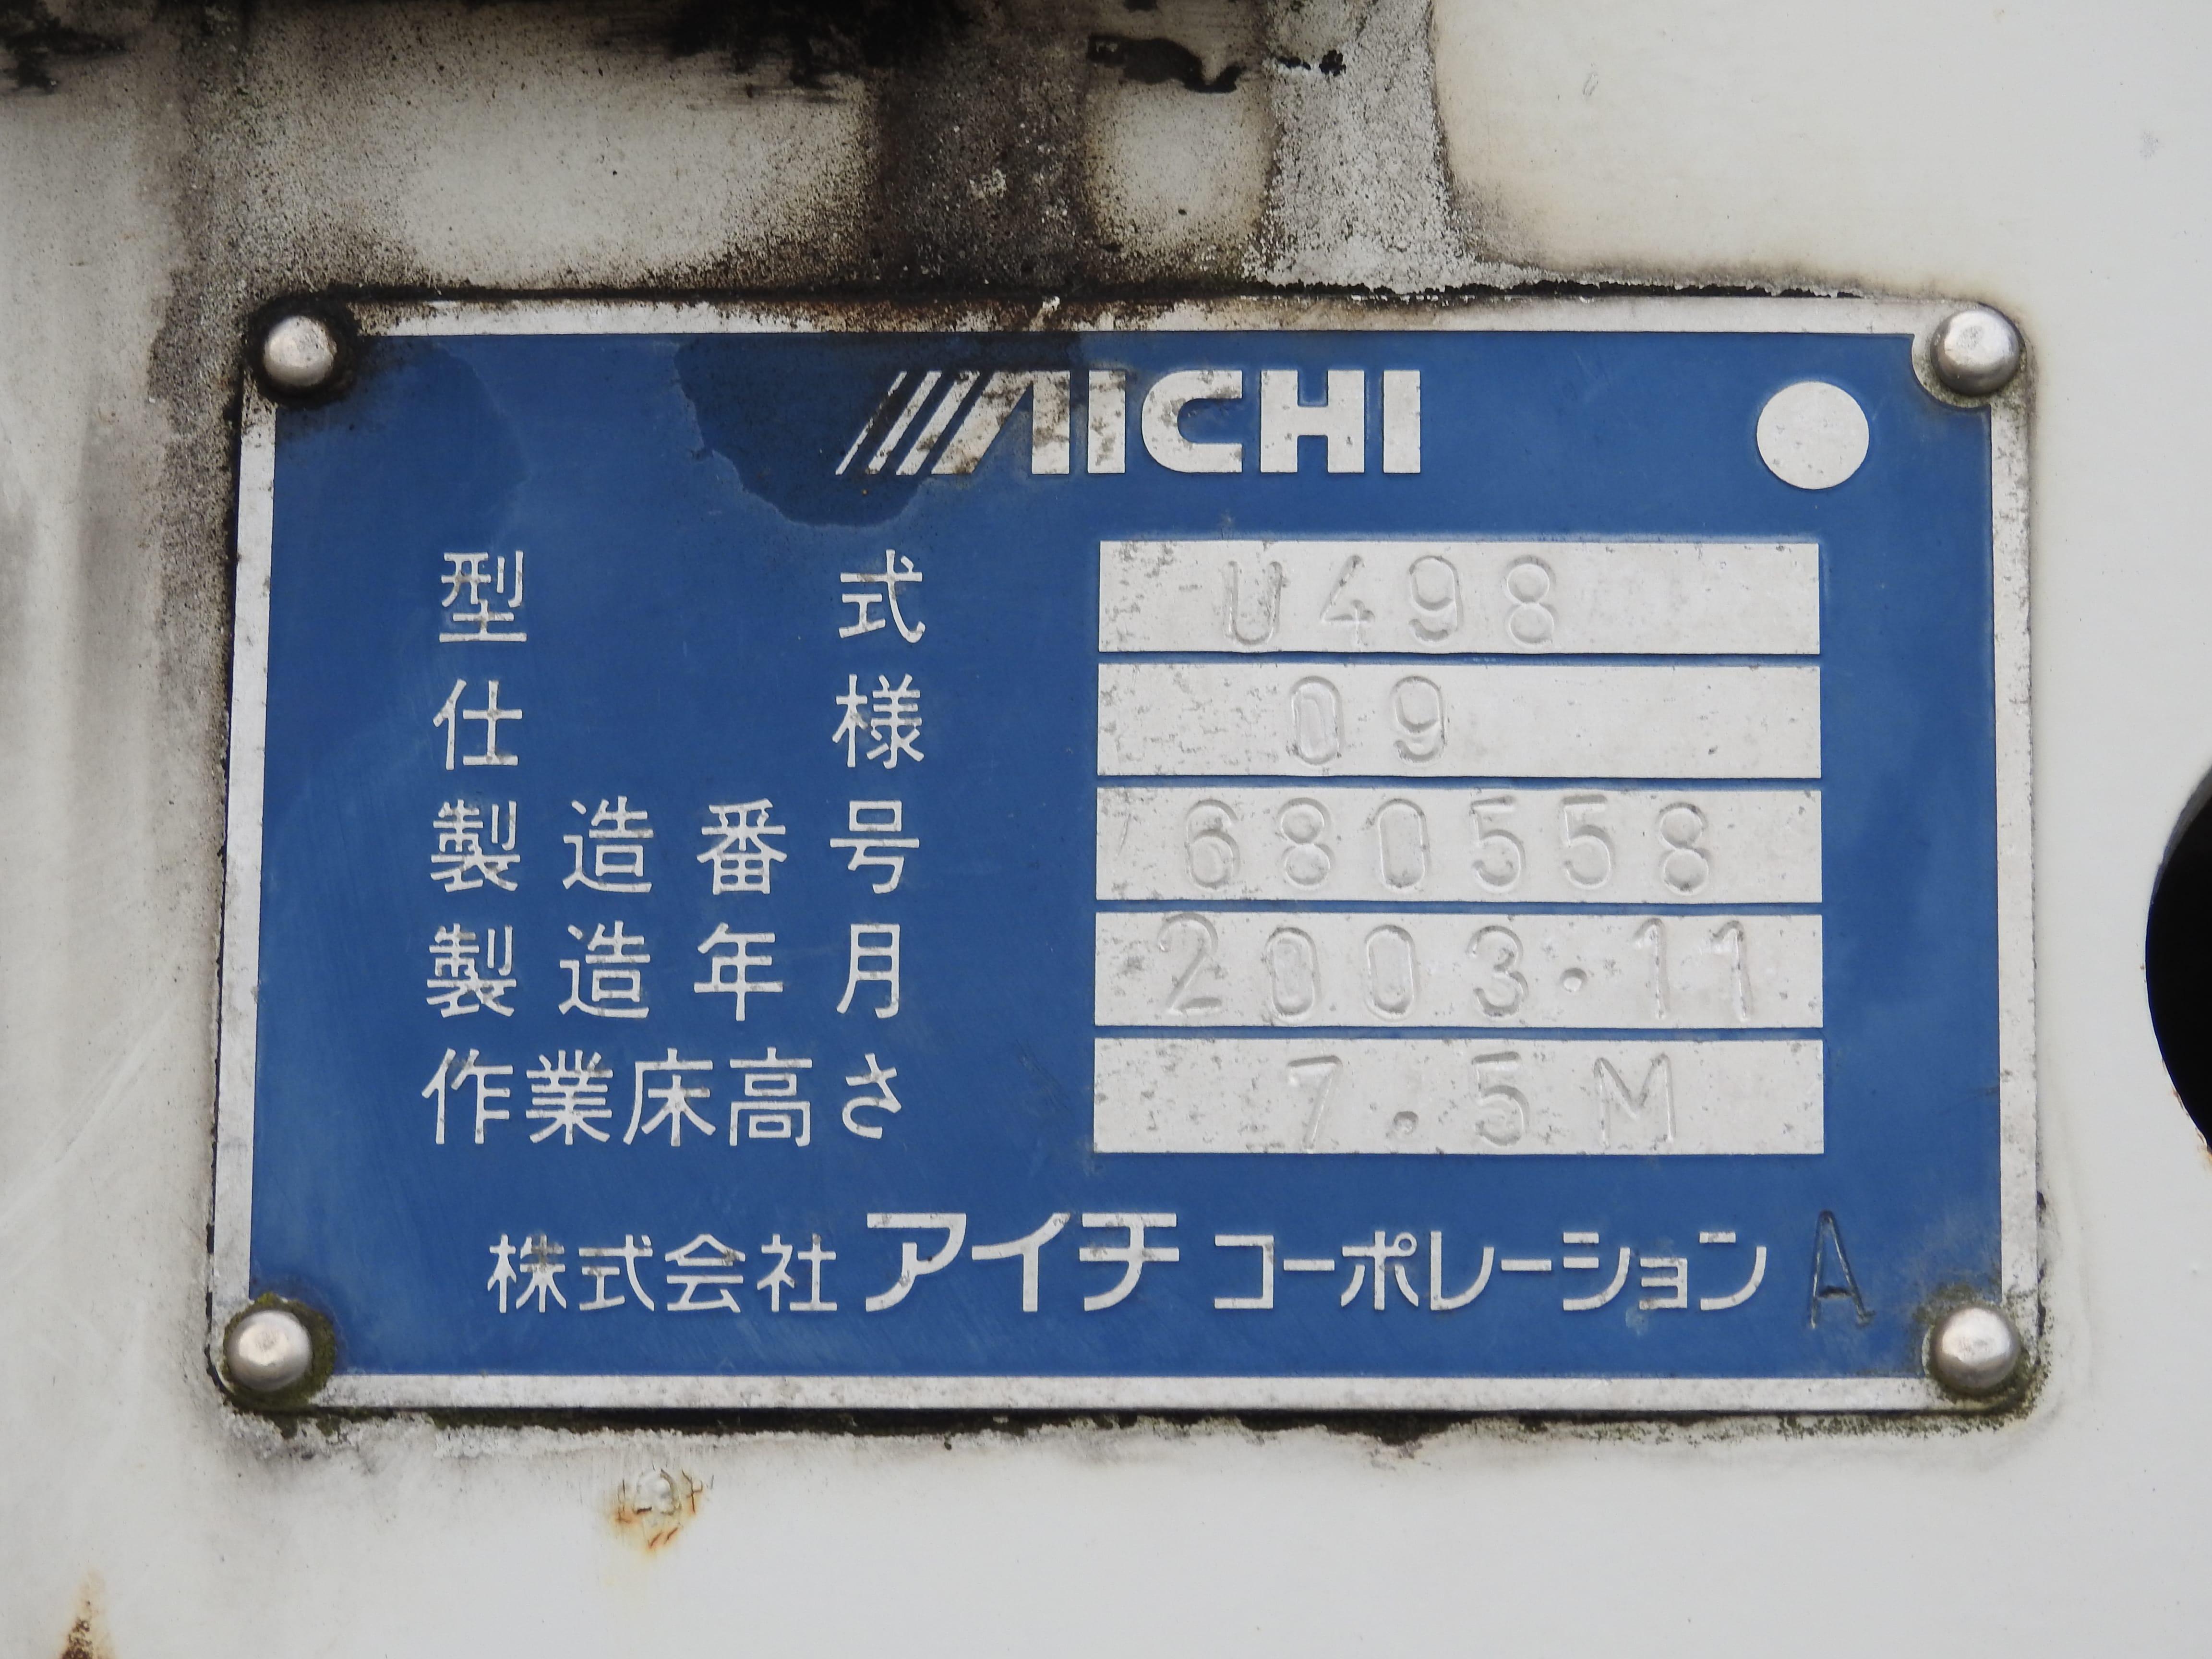 AICHI
型式 U498
仕様 09
製造番号 680558
製造年月 2003・11
作業床高さ 7.5M
株式会社アイチコーポレーション A